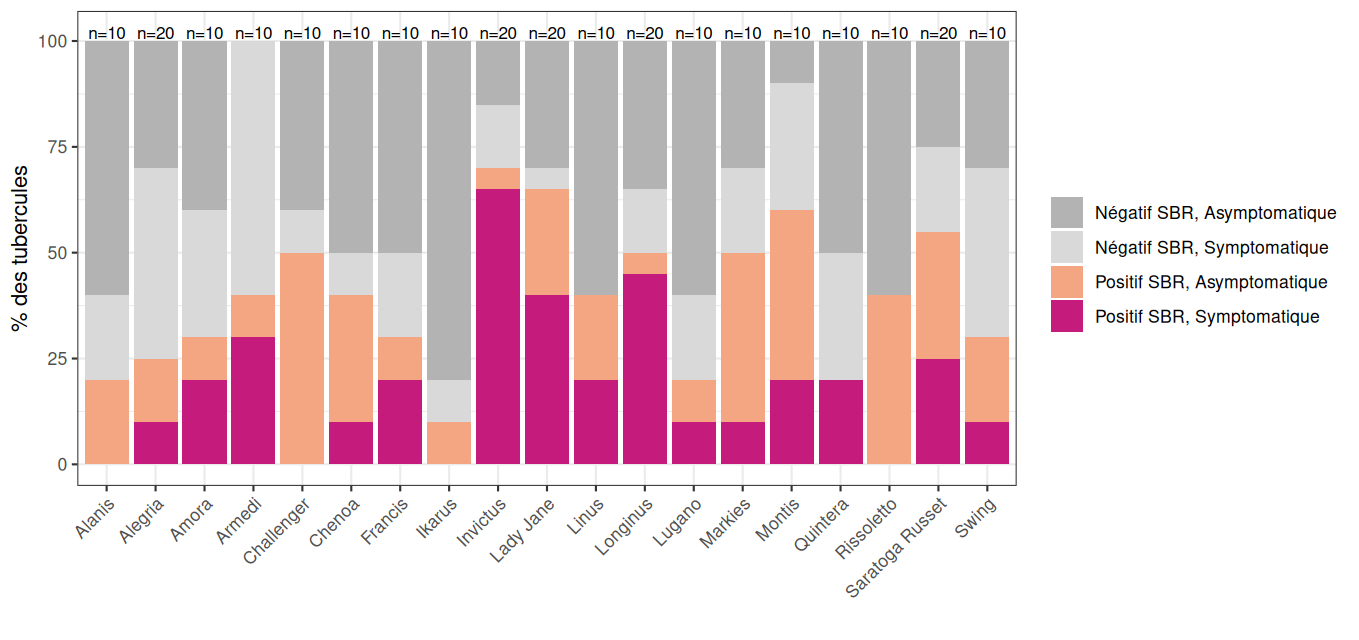 n=10 n=20 n=10 n=10 n=10 n=10 n=10 n=10 n=20 n=20 n=10 n=20 n=10 n=10 n=10 n=10 n=10 n=20 n=10
100
75
50
25
0
% des tubercules
Alanis
Alegria
Amora
Armedi
Challenger
Chenoa
Francis
Ikarus
Invictus
Lady Jane
Linus
Longinus
Lugano
Markies
Montis
Quintera
Rissoletto
Saratoga Russet
Swing
Négatif SBR, Asymptomatique
Négatif SBR, Symptomatique
Positif SBR, Asymptomatique
Positif SBR, Symptomatique